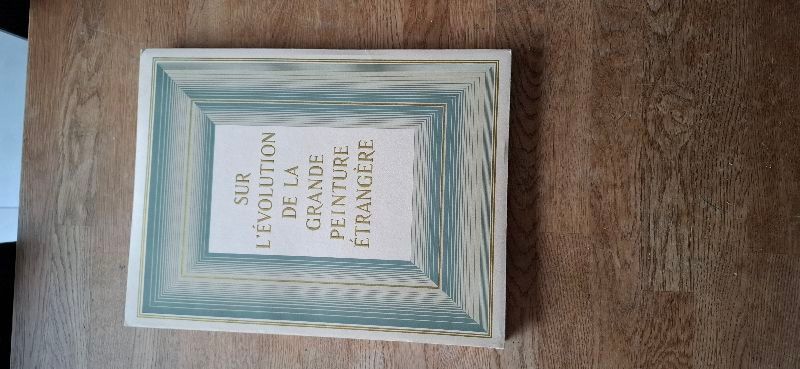 SUR
L'ÉVOLUTION
DE LA
GRANDE
PEINTURE
ÉTRANGÈRE